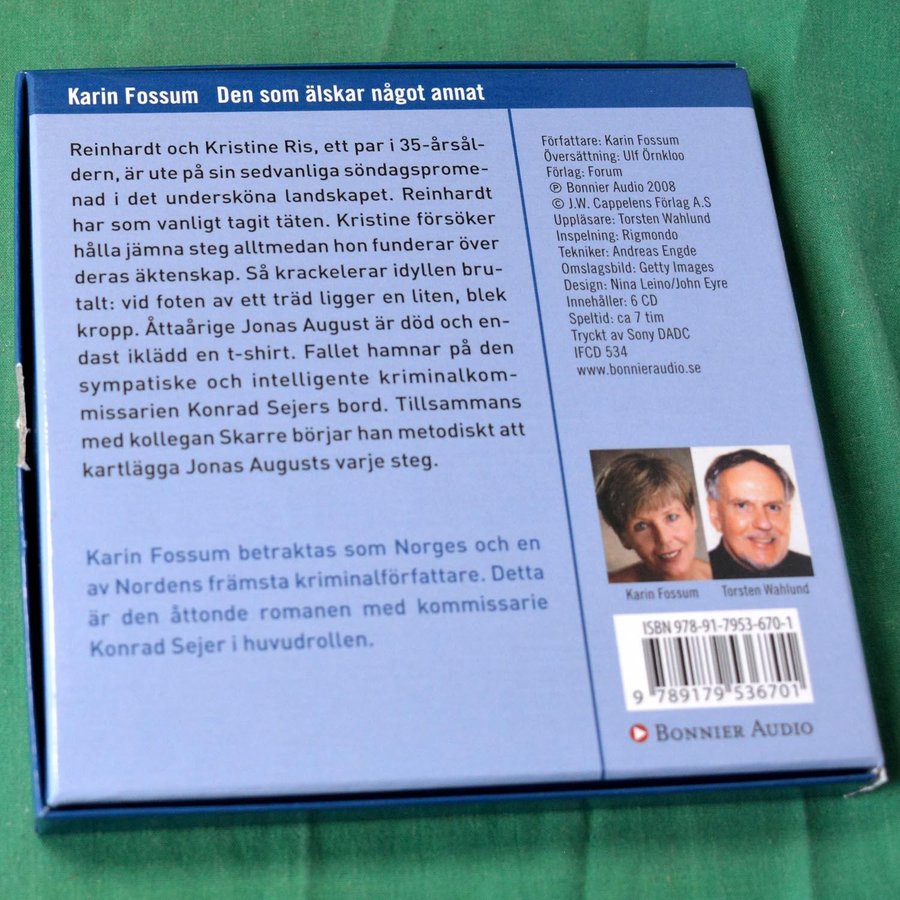 Karin Fossum Den som älskar något annat
Reinhardt och Kristine Ris, ett par i 35-årsål-
dern, är ute på sin sedvanliga söndagsprome-
nad i det undersköna landskapet. Reinhardt
har som vanligt tagit täten. Kristine försöker
hålla jämna steg alltmedan hon funderar över
deras äktenskap. Så krackelerar idyllen bru-
talt: vid foten av ett träd ligger en liten, blek
kropp. Åttaårige Jonas August är död och en-
dast iklädd en t-shirt. Fallet hamnar på den
sympatiske och intelligente kriminalkom-
missarien Konrad Sejers bord. Tillsammans
med kollegan Skarre börjar han metodiskt att
kartlägga Jonas Augusts varje steg.
Karin Fossum betraktas som Norges och en
av Nordens främsta kriminalförfattare. Detta
är den åttonde romanen med kommissarie
Konrad Sejer i huvudrollen.
Författare: Karin Fossum
Översättning: Ulf Örnkloo
Förlag: Forum
℗ Bonnier Audio 2008
© J.W. Cappelens Förlag A.S
Uppläsare: Torsten Wahlund
Inspelning: Rigmondo
Tekniker: Andreas Engde
Omslagsbild: Getty Images
Design: Nina Leino/John Eyre
Innehåller: 6 CD
Speltid: ca 7 tim
Tryckt av Sony DADC
IFCD 534
www.bonnieraudio.se
Karin Fossum
Torsten Wahlund
ISBN 978-91-7953-670-1
9 789179 536701
BONNIER AUDIO